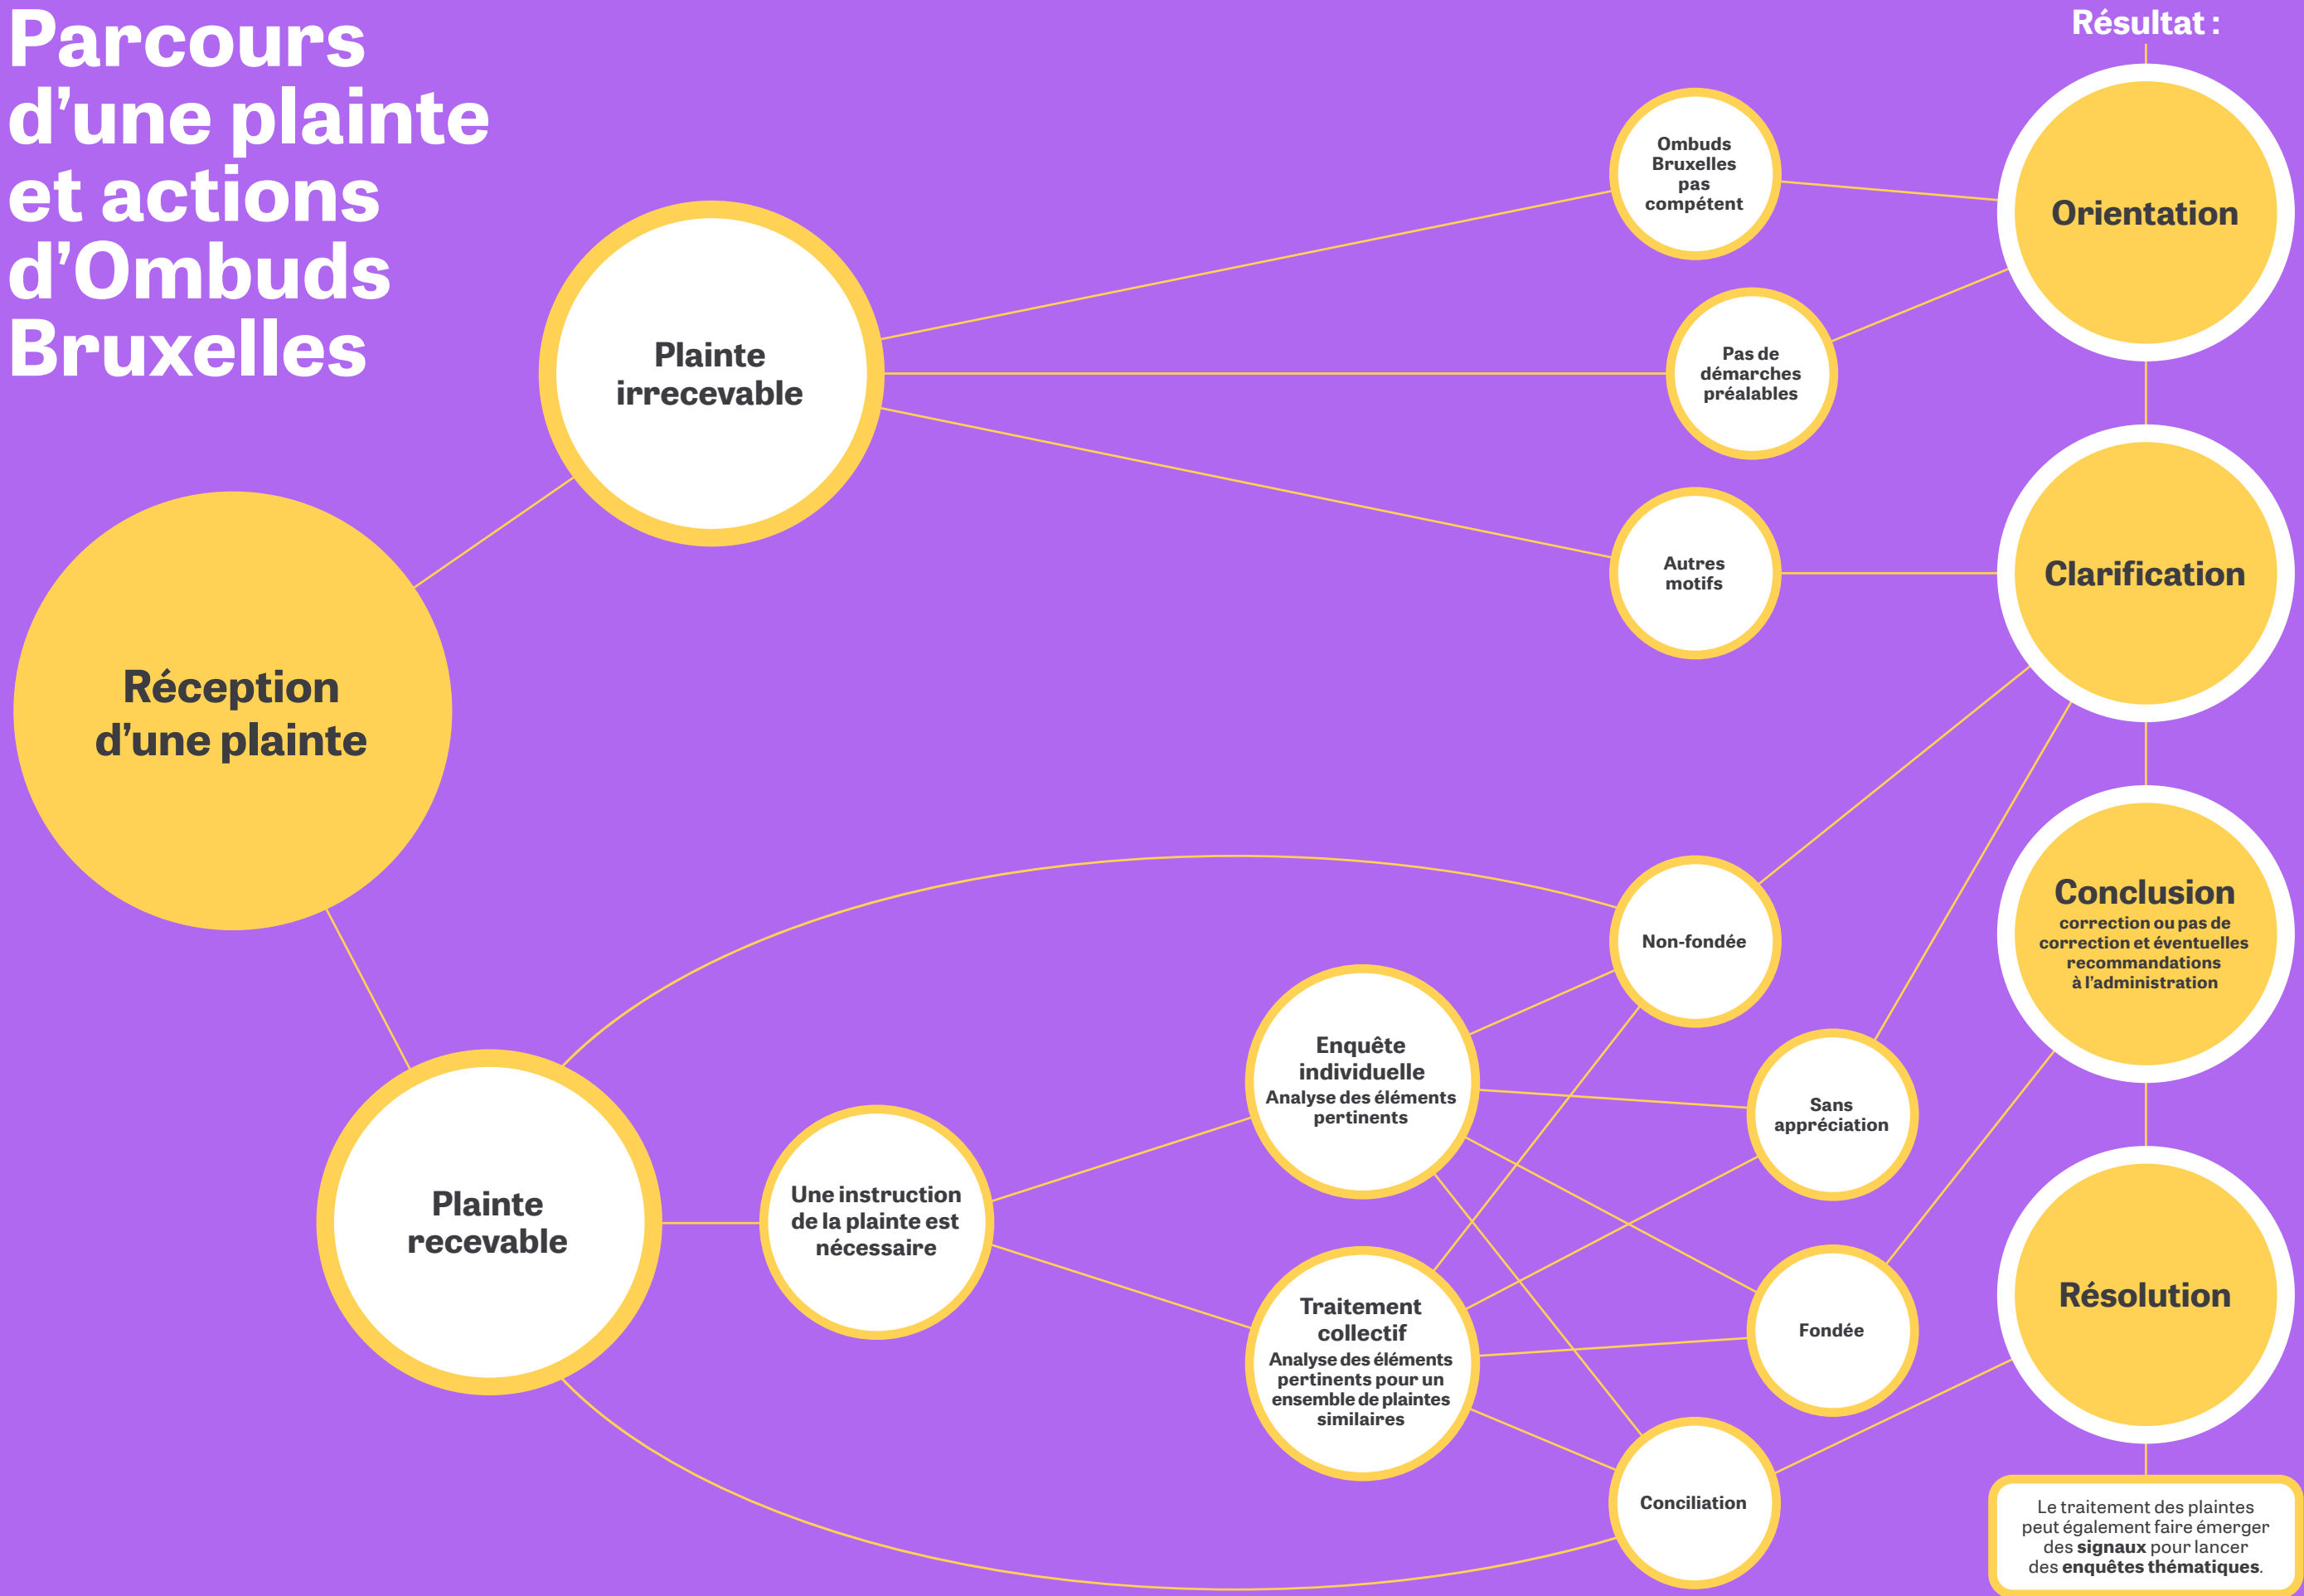 Parcours
d’une plainte
et actions
d’Ombuds
Bruxelles
Résultat :
Réception
d’une plainte
Plainte
irrecevable
Ombuds
Bruxelles
pas
compétent
Pas de
démarches
préalables
Autres
motifs
Orientation
Clarification
Plainte
recevable
Une instruction
de la plainte est
nécessaire
Enquête
individuelle
Analyse des éléments
pertinents
Traitement
collectif
Analyse des éléments
pertinents pour un
ensemble de plaintes
similaires
Non-fondée
Sans
appréciation
Fondée
Conciliation
Conclusion
correction ou pas de
correction et éventuelles
recommandations
à l’administration
Résolution
Le traitement des plaintes
peut également faire émerger
des signaux pour lancer
des enquêtes thématiques.